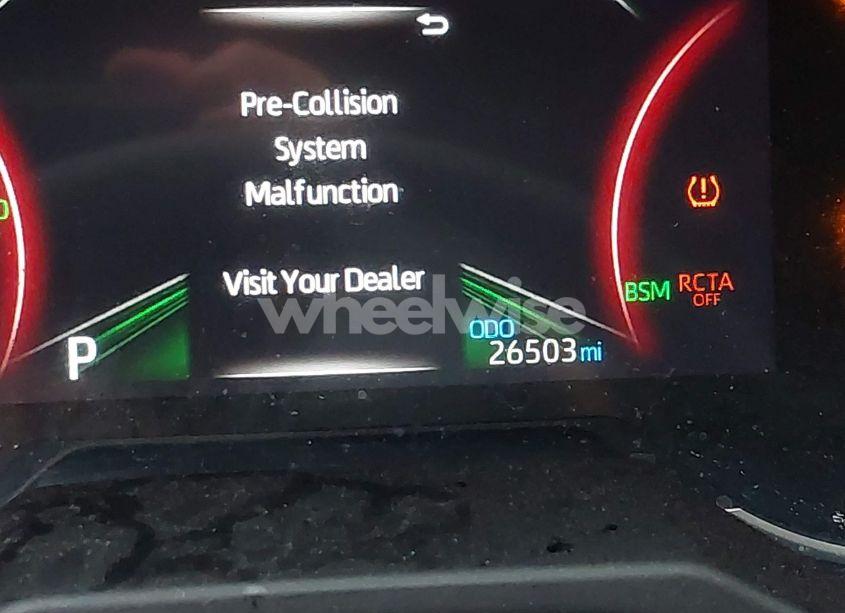 Pre-Collision
System
Malfunction
Visit Your Dealer
wheelwise
BSM
RCTA
OFF
ODO
26503 mi
P